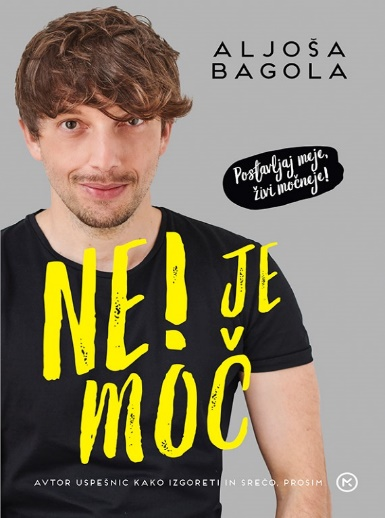 ALJOŠA
BAGOLA
Postavljaj meje,
živi močneje!
NE! JE
MOČ
AVTOR USPEŠNIC KAKO IZGORETI IN SREČO, PROSIM.
M